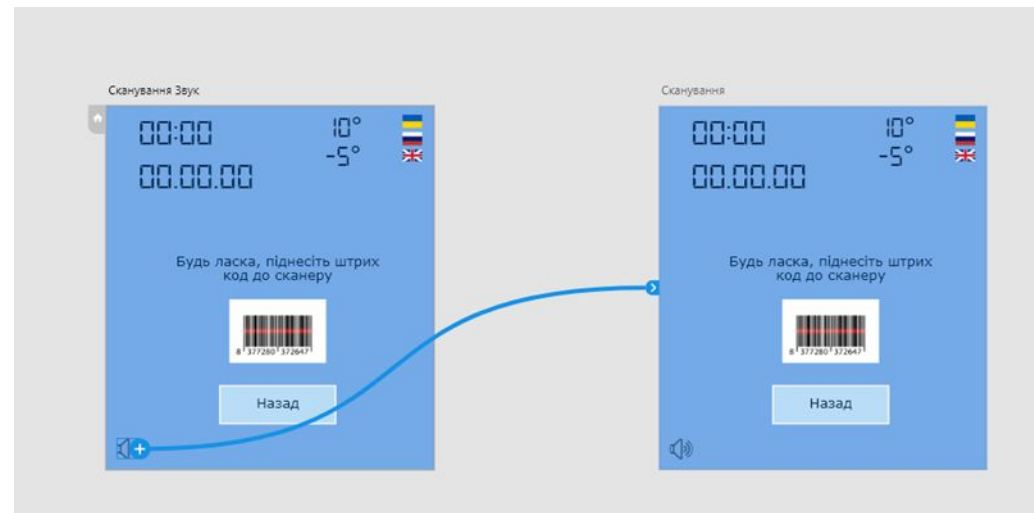 Сканування Звук
00:00
10°
-5°
00.00.00
Будь ласка, піднесіть штрих
код до сканеру
8 377280 372647
Назад
Сканування
00:00
10°
-5°
00.00.00
Будь ласка, піднесіть штрих
код до сканеру
8 377280 372647
Назад